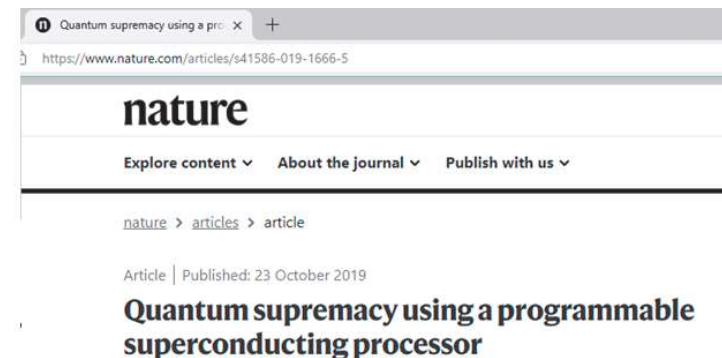 Quantum supremacy using a pro
https://www.nature.com/articles/s41586-019-1666-5
nature
Explore content About the journal Publish with us
nature > articles > article
Article | Published: 23 October 2019
Quantum supremacy using a programmable
superconducting processor